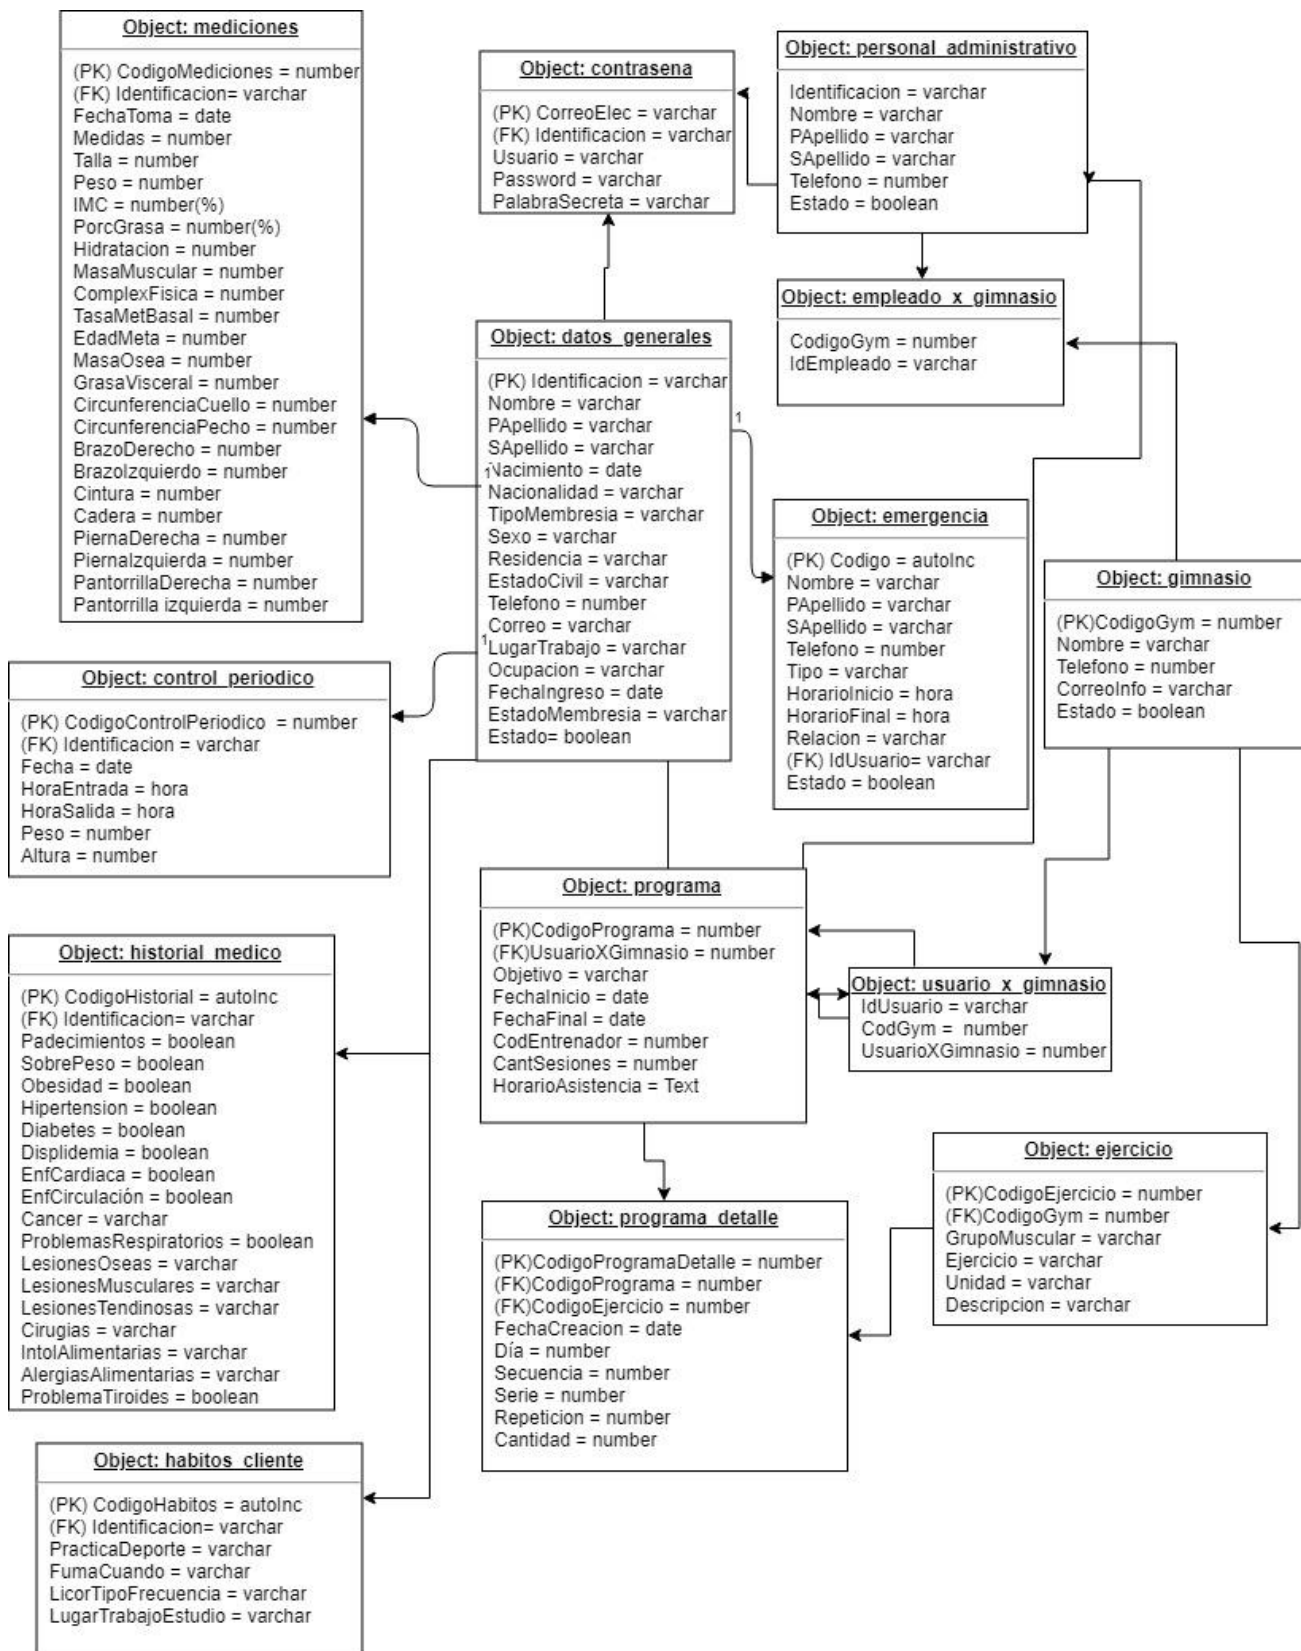 Object: mediciones
(PK) CodigoMediciones = number
(FK) Identificacion= varchar
FechaToma = date
Medidas = number
Talla = number
Peso = number
IMC = number(%)
PorcGrasa = number(%)
Hidratacion = number
MasaMuscular = number
ComplexFisica = number
TasaMetBasal = number
EdadMeta = number
MasaOsea = number
GrasaVisceral = number
CircunferenciaCuello = number
CircunferenciaPecho = number
BrazoDerecho = number
BrazoIzquierdo = number
Cintura = number
Cadera = number
PiernaDerecha = number
PiernaIzquierda = number
PantorrillaDerecha = number
Pantorrilla izquierda = number
Object: contrasena
(PK) CorreoElec = varchar
(FK) Identificacion = varchar
Usuario = varchar
Password = varchar
PalabraSecreta = varchar
Object: personal_administrativo
Identificacion = varchar
Nombre = varchar
PApellido = varchar
SApellido = varchar
Telefono = number
Estado = boolean
Object: empleado_x_gimnasio
CodigoGym = number
IdEmpleado = varchar
Object: datos_generales
(PK) Identificacion = varchar
Nombre = varchar
PApellido = varchar
SApellido = varchar
Nacimiento = date
Nacionalidad = varchar
TipoMembresia = varchar
Sexo = varchar
Residencia = varchar
EstadoCivil = varchar
Telefono = number
Correo = varchar
LugarTrabajo = varchar
Ocupacion = varchar
FechaIngreso = date
EstadoMembresia = varchar
Estado= boolean
1
1
1
Object: emergencia
(PK) Codigo = autoInc
Nombre = varchar
PApellido = varchar
SApellido = varchar
Telefono = number
Tipo = varchar
HorarioInicio = hora
HorarioFinal = hora
Relacion = varchar
(FK) IdUsuario= varchar
Estado = boolean
Object: gimnasio
(PK)CodigoGym = number
Nombre = varchar
Telefono = number
CorreoInfo = varchar
Estado = boolean
Object: control_periodico
(PK) CodigoControlPeriodico = number
(FK) Identificacion = varchar
Fecha = date
HoraEntrada = hora
HoraSalida = hora
Peso = number
Altura = number
Object: programa
(PK)CodigoPrograma = number
(FK)UsuarioXGimnasio = number
Objetivo = varchar
FechaInicio = date
FechaFinal = date
CodEntrenador = number
CantSesiones = number
HorarioAsistencia = Text
Object: usuario_x_gimnasio
IdUsuario = varchar
CodGym = number
UsuarioXGimnasio = number
Object: historial_medico
(PK) CodigoHistorial = autoInc
(FK) Identificacion= varchar
Padecimientos = boolean
SobrePeso = boolean
Obesidad = boolean
Hipertension = boolean
Diabetes = boolean
Displidemia = boolean
EnfCardiaca = boolean
EnfCirculación = boolean
Cancer = varchar
ProblemasRespiratorios = boolean
LesionesOseas = varchar
LesionesMusculares = varchar
LesionesTendinosas = varchar
Cirugias = varchar
IntolAlimentarias = varchar
AlergiasAlimentarias = varchar
ProblemaTiroides = boolean
Object: ejercicio
(PK)CodigoEjercicio = number
(FK)CodigoGym = number
GrupoMuscular = varchar
Ejercicio = varchar
Unidad = varchar
Descripcion = varchar
Object: programa_detalle
(PK)CodigoProgramaDetalle = number
(FK)CodigoPrograma = number
(FK)CodigoEjercicio = number
FechaCreacion = date
Día = number
Secuencia = number
Serie = number
Repeticion = number
Cantidad = number
Object: habitos_cliente
(PK) CodigoHabitos = autoInc
(FK) Identificacion= varchar
PracticaDeporte = varchar
FumaCuando = varchar
LicorTipoFrecuencia = varchar
LugarTrabajoEstudio = varchar